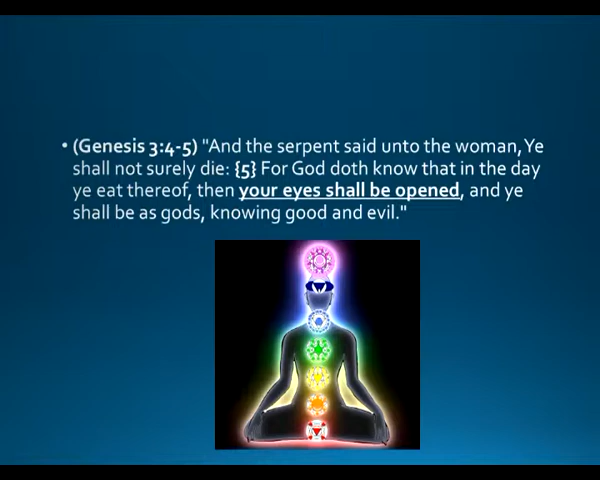 • (Genesis 3:4-5) "And the serpent said unto the woman, Ye
shall not surely die: {5} For God doth know that in the day
ye eat thereof, then your eyes shall be opened, and ye
shall be as gods, knowing good and evil."